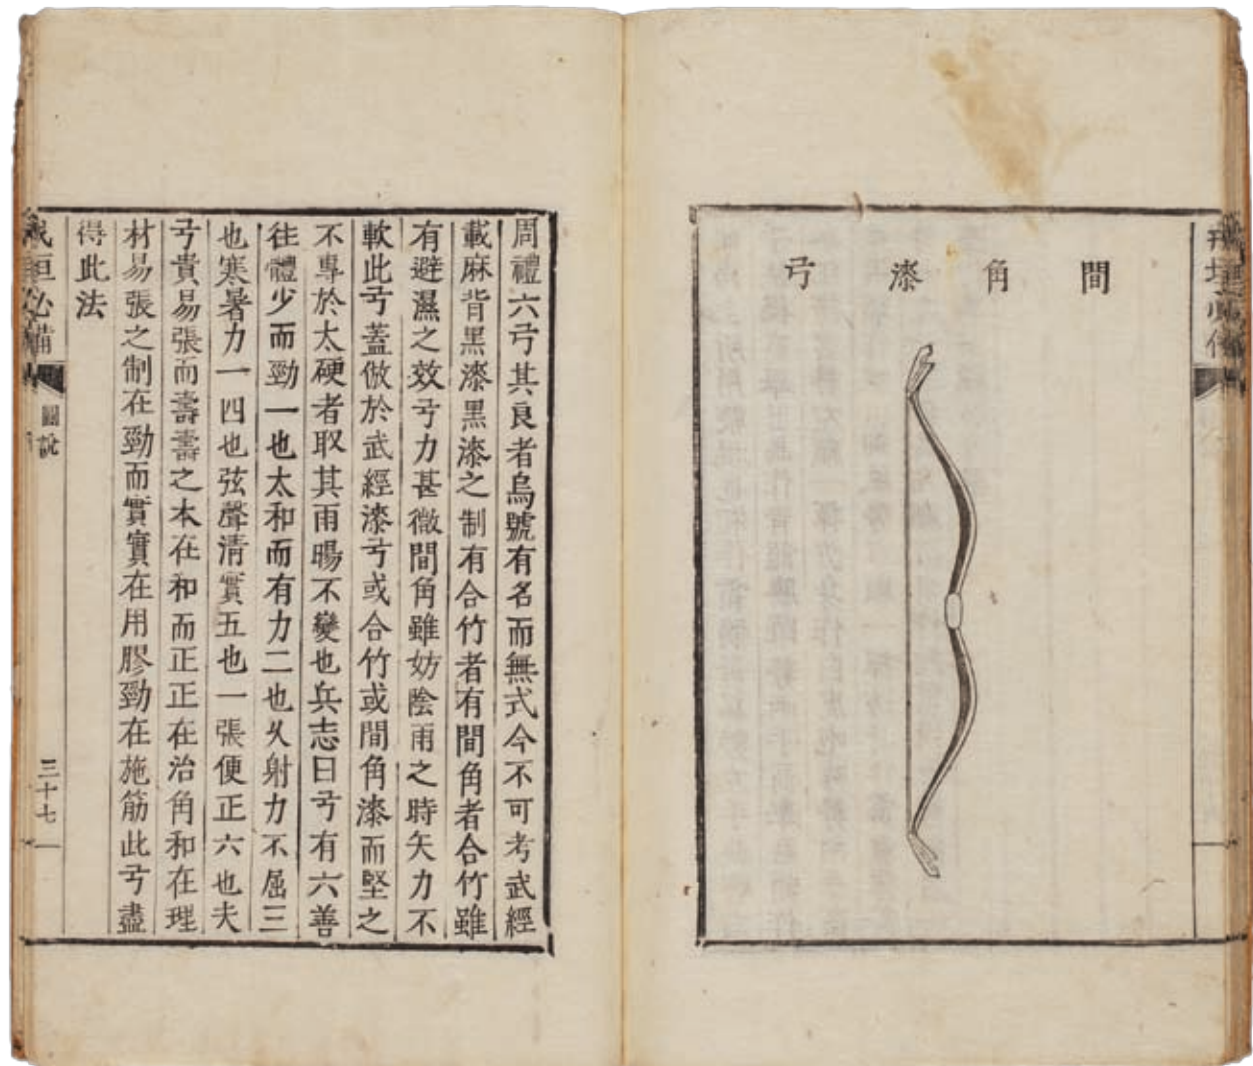 戎垣必備
間角漆弓
周禮六弓其良者烏號有名而無式今不可考武經
載麻背黑漆黑漆之制有合竹者有間角者合竹雖
有避濕之效弓力甚微間角雖妨陰雨之時矢力不
軟此弓蓋倣於武經漆弓或合竹或間角漆而堅之
不專於太硬者取其雨暘不變也兵志曰弓有六善
往體少而勁一也太和而有力二也久射力不屈三
也寒暑力一四也弦聲清實五也一張便正六也夫
弓貴易張而壽壽之本在和而正正在治角和在理
材易張之制在勁而實實在用膠勁在施筋此弓盡
得此法
戎垣必備
圖說
三十七